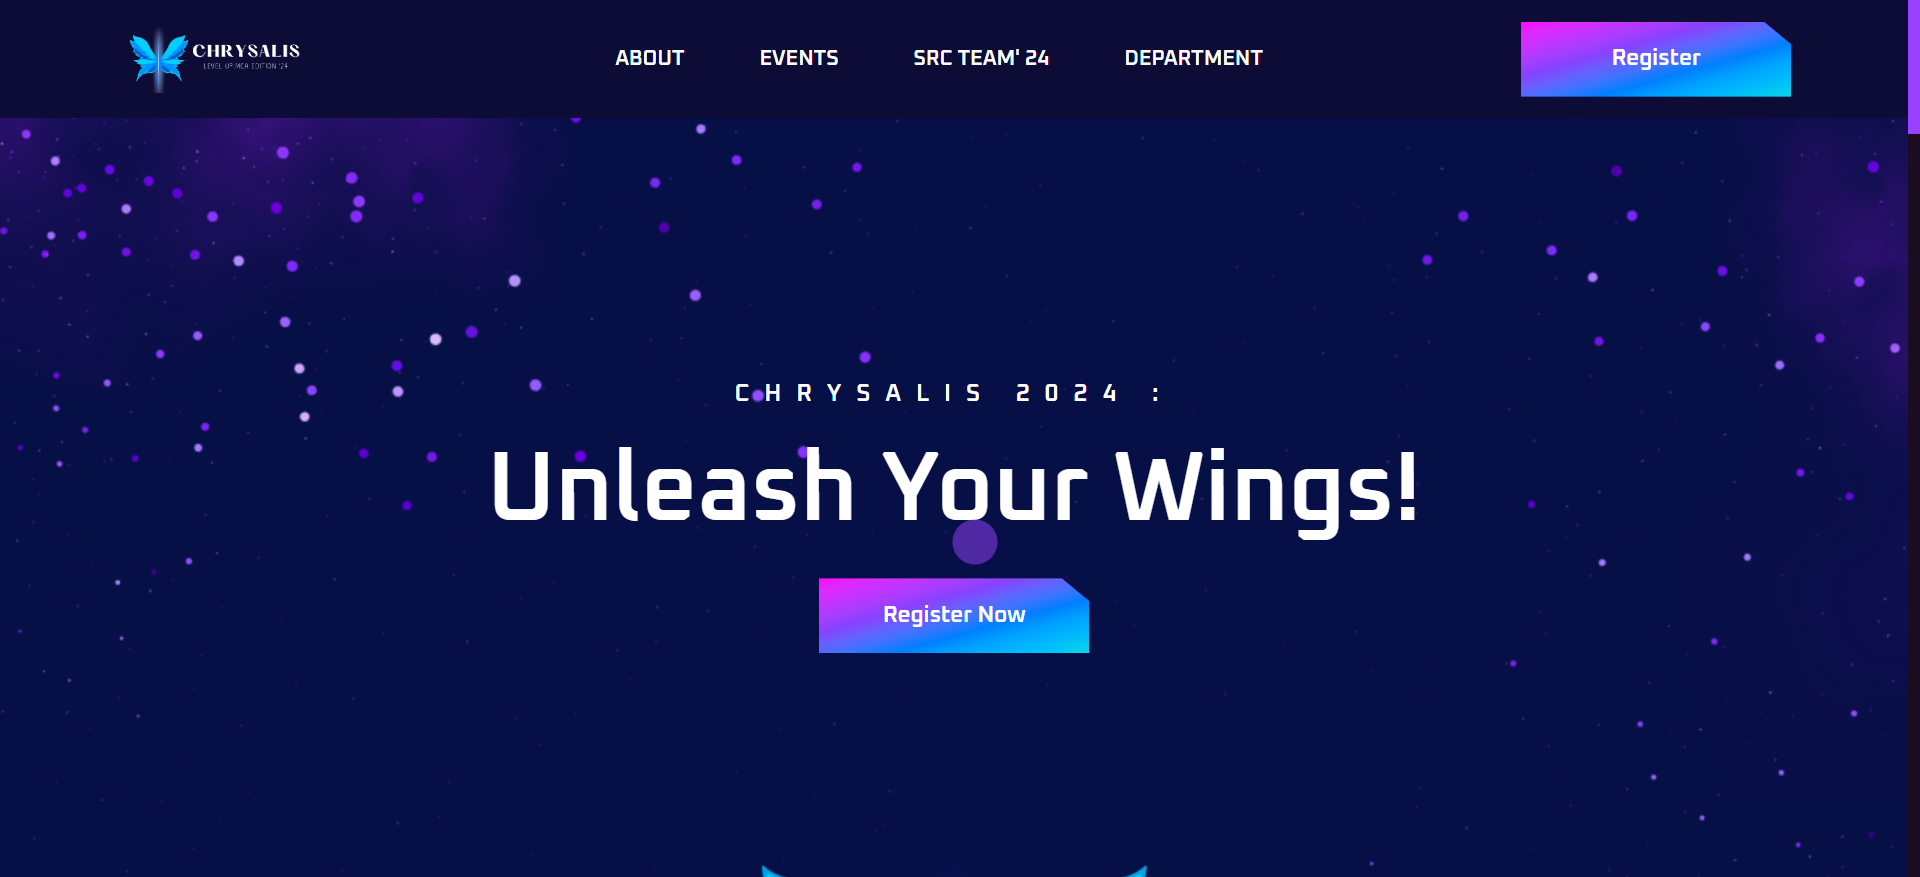 CHRYSALIS
LEVEL UP MCA EDITION '24
ABOUT
EVENTS
SRC TEAM' 24
DEPARTMENT
Register
CHRYSALIS 2024 :
Unleash Your Wings!
Register Now